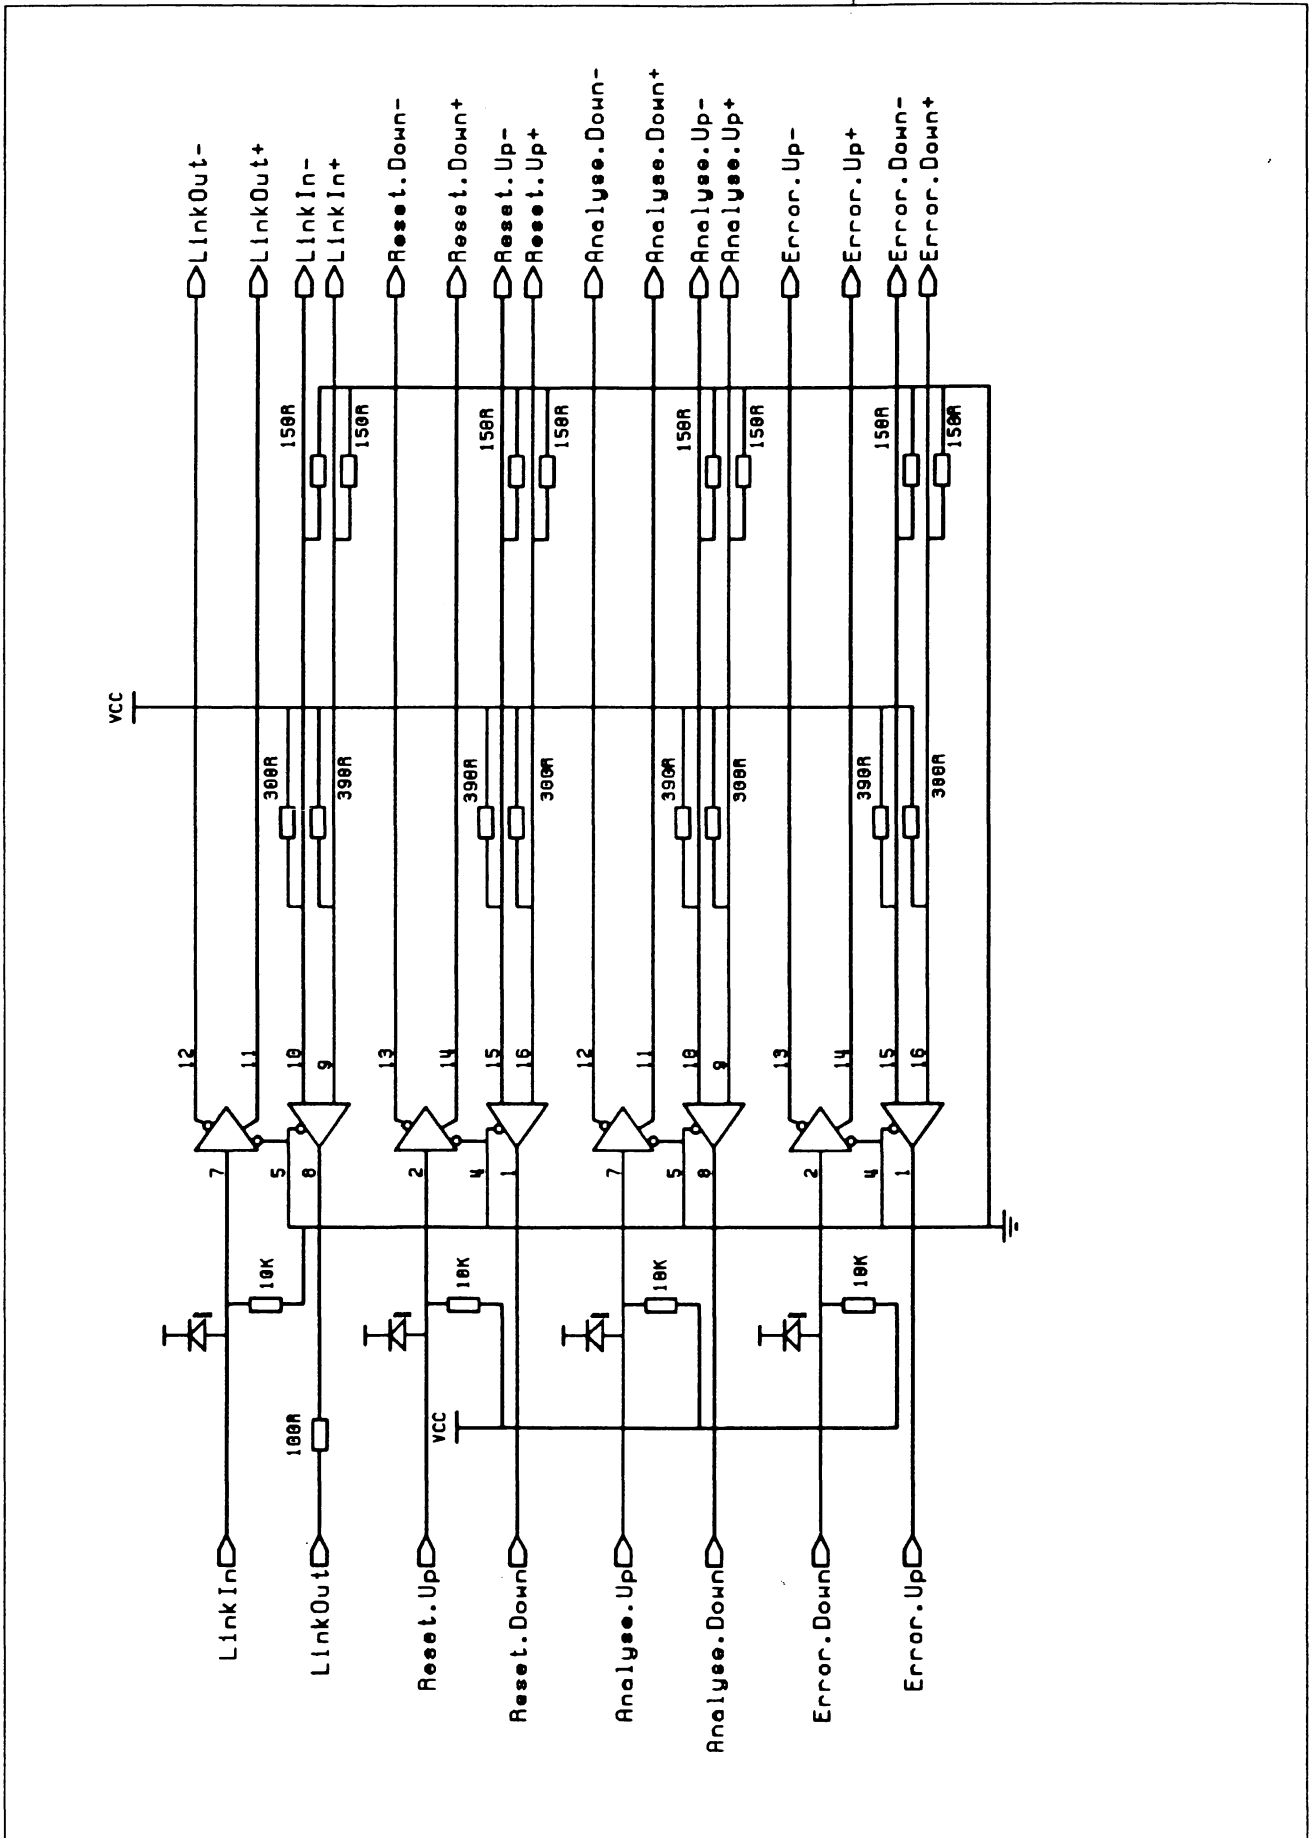 LinkOut-
LinkOut+
LinkIn-
LinkIn+
Reset.Down-
Reset.Down+
Reset.Up-
Reset.Up+
Analyse.Down-
Analyse.Down+
Analyse.Up-
Analyse.Up+
Error.Up-
Error.Up+
Error.Down-
Error.Down+
150R
150R
150R
150R
150R
150R
150R
150R
VCC
300R
390R
390R
300R
390R
300R
390R
300R
12
11
10
9
13
14
15
16
12
11
10
9
13
14
15
16
7
5
8
2
4
1
7
5
8
2
4
1
10K
10K
10K
10K
100R
VCC
LinkIn
LinkOut
Reset.Up
Reset.Down
Analyse.Up
Analyse.Down
Error.Down
Error.Up